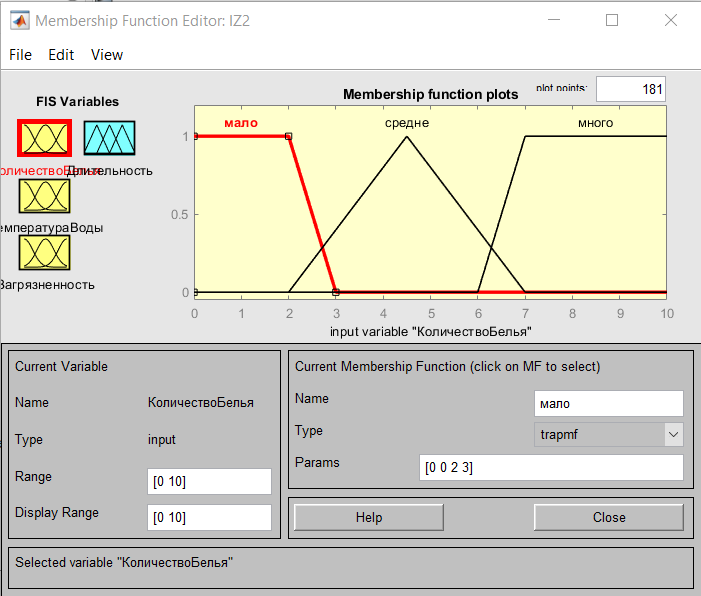 Membership Function Editor: IZ2
File Edit View
FIS Variables
Длительность
емператураВоды
Загрязненность
Membership function plots
plot points:
181
мало
средне
много
1
0.5
0
0 1 2 3 4 5 6 7 8 9 10
input variable "КоличествоБелья"
Current Variable
Name КоличествоБелья
Type input
Range [0 10]
Display Range [0 10]
Current Membership Function (click on MF to select)
Name мало
Type trapmf
Params [0 0 2 3]
Help Close
Selected variable "КоличествоБелья"